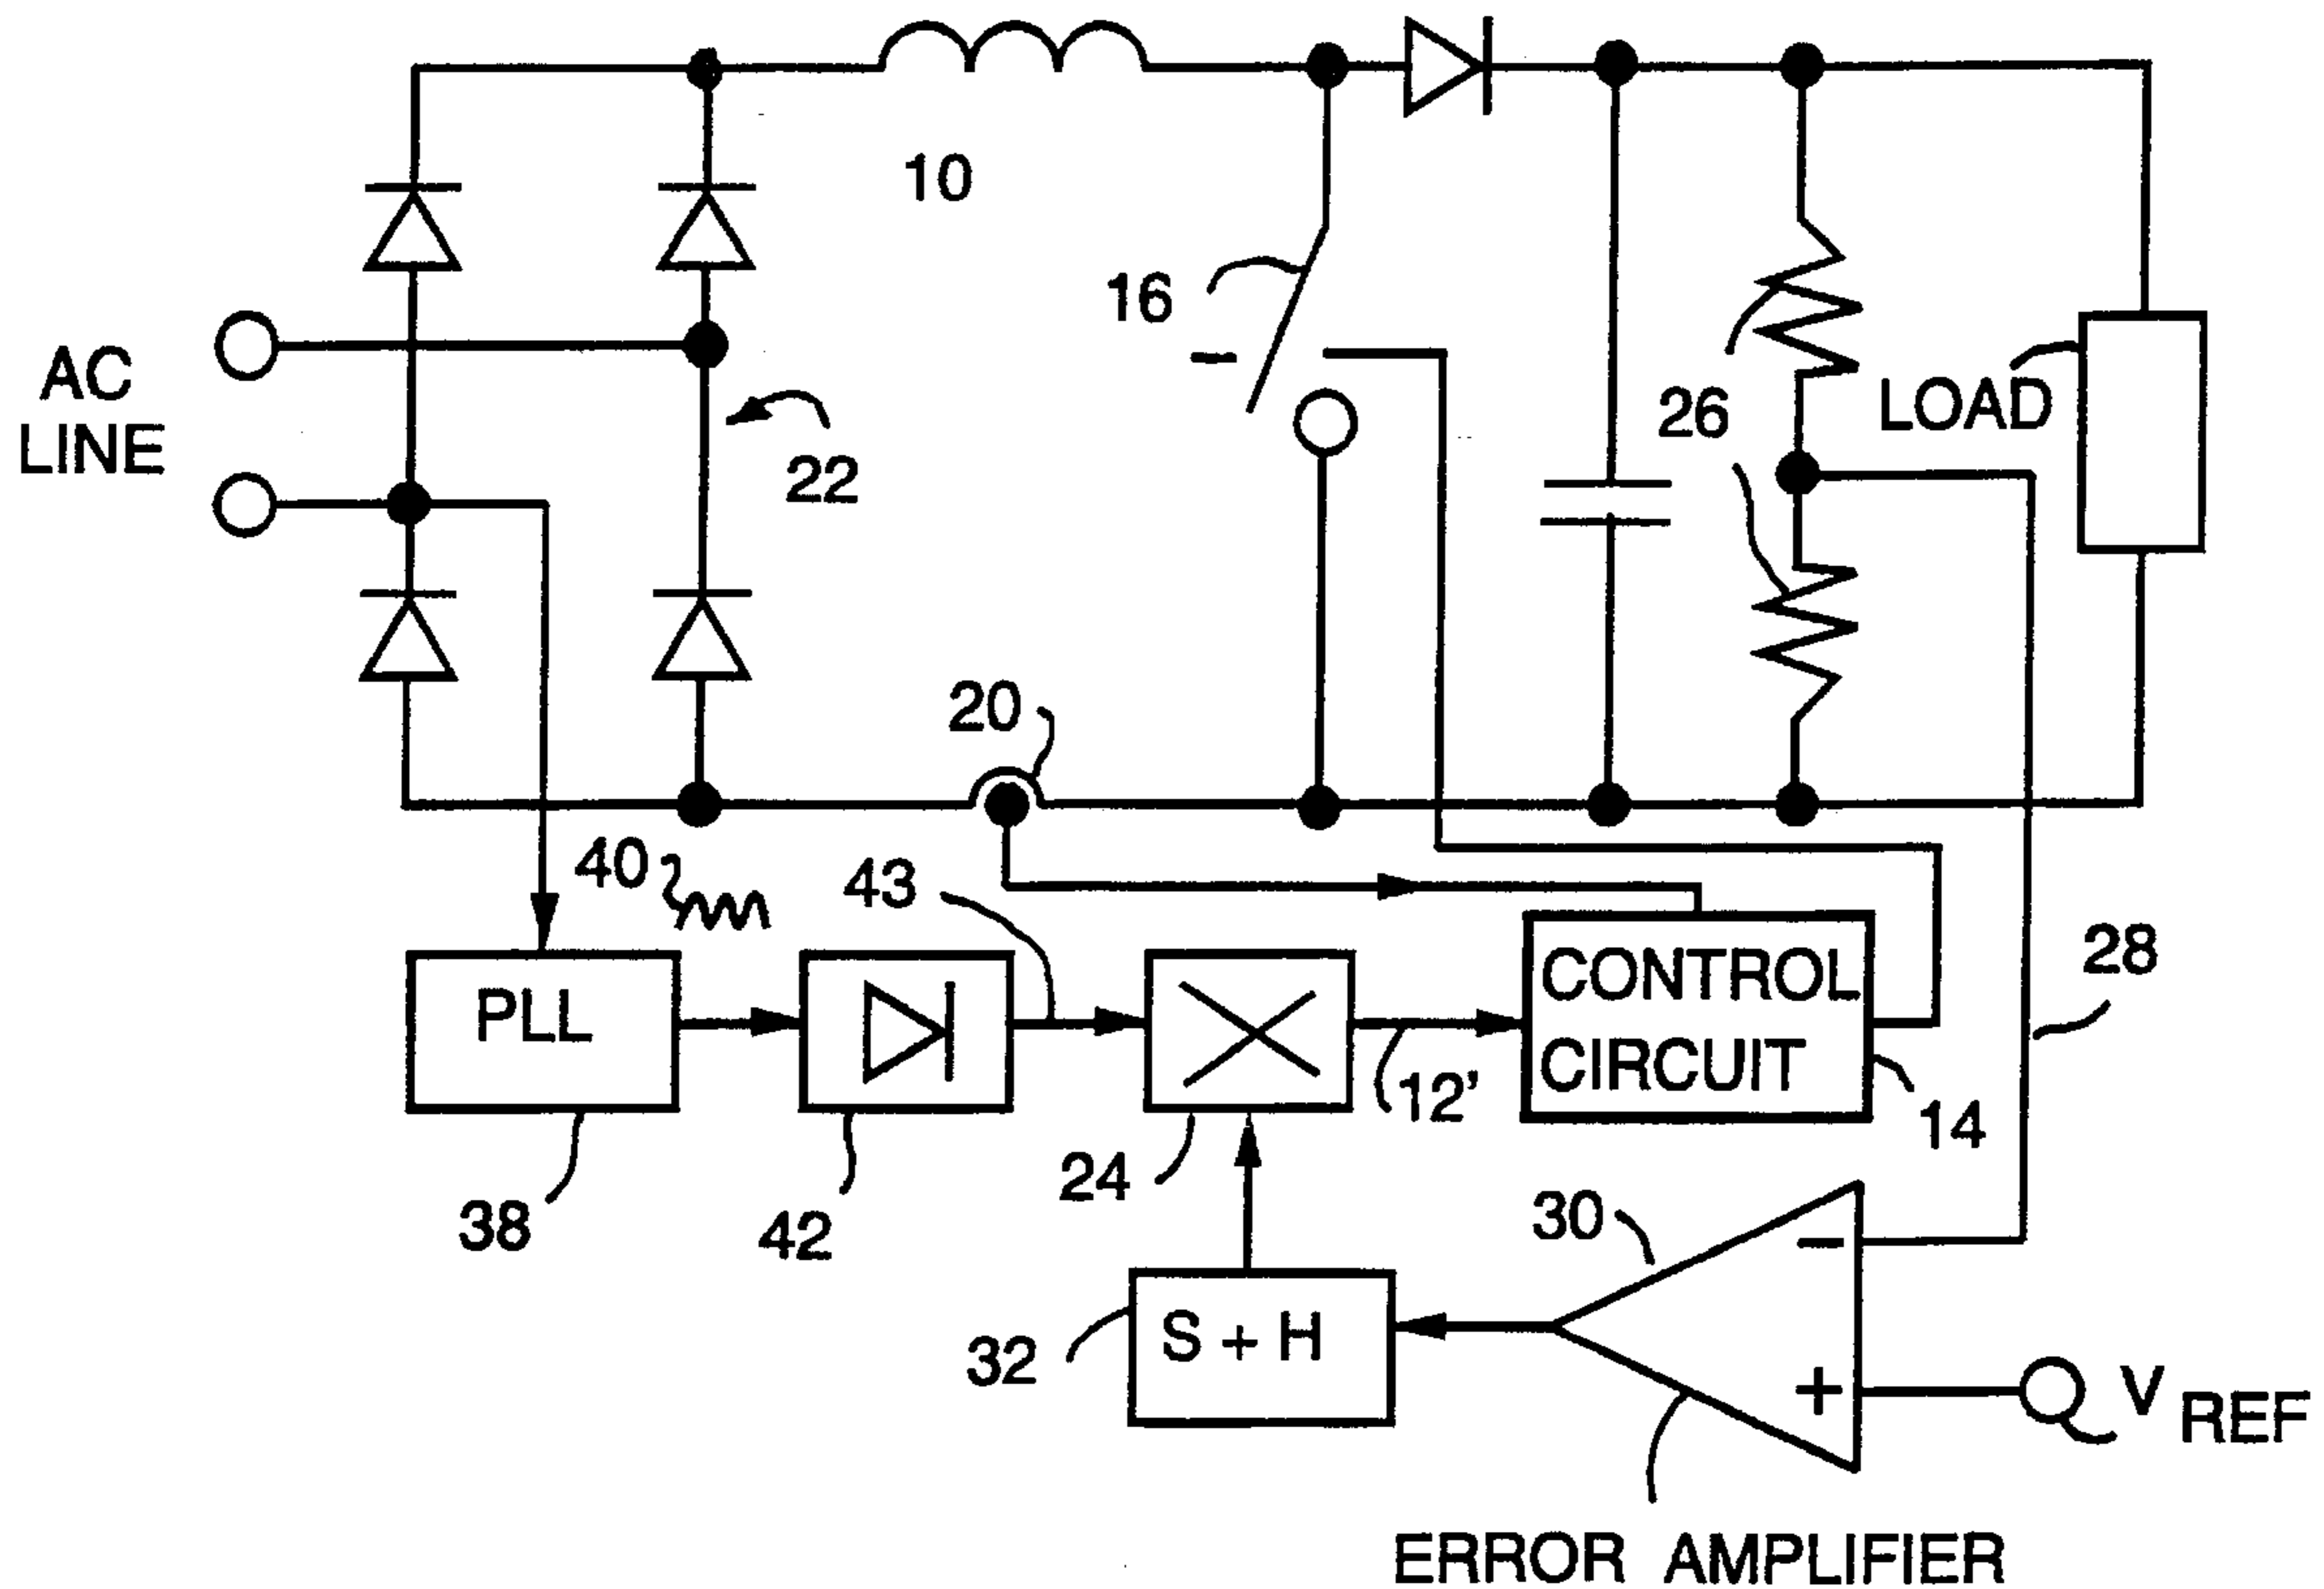 10
16
-
AC
LINE
26
LOAD
22
20
40
43
CONTROL
CIRCUIT
28
PLL
12'
14
24
38
42
30
-
S + H
32
+
V REF
ERROR AMPLIFIER